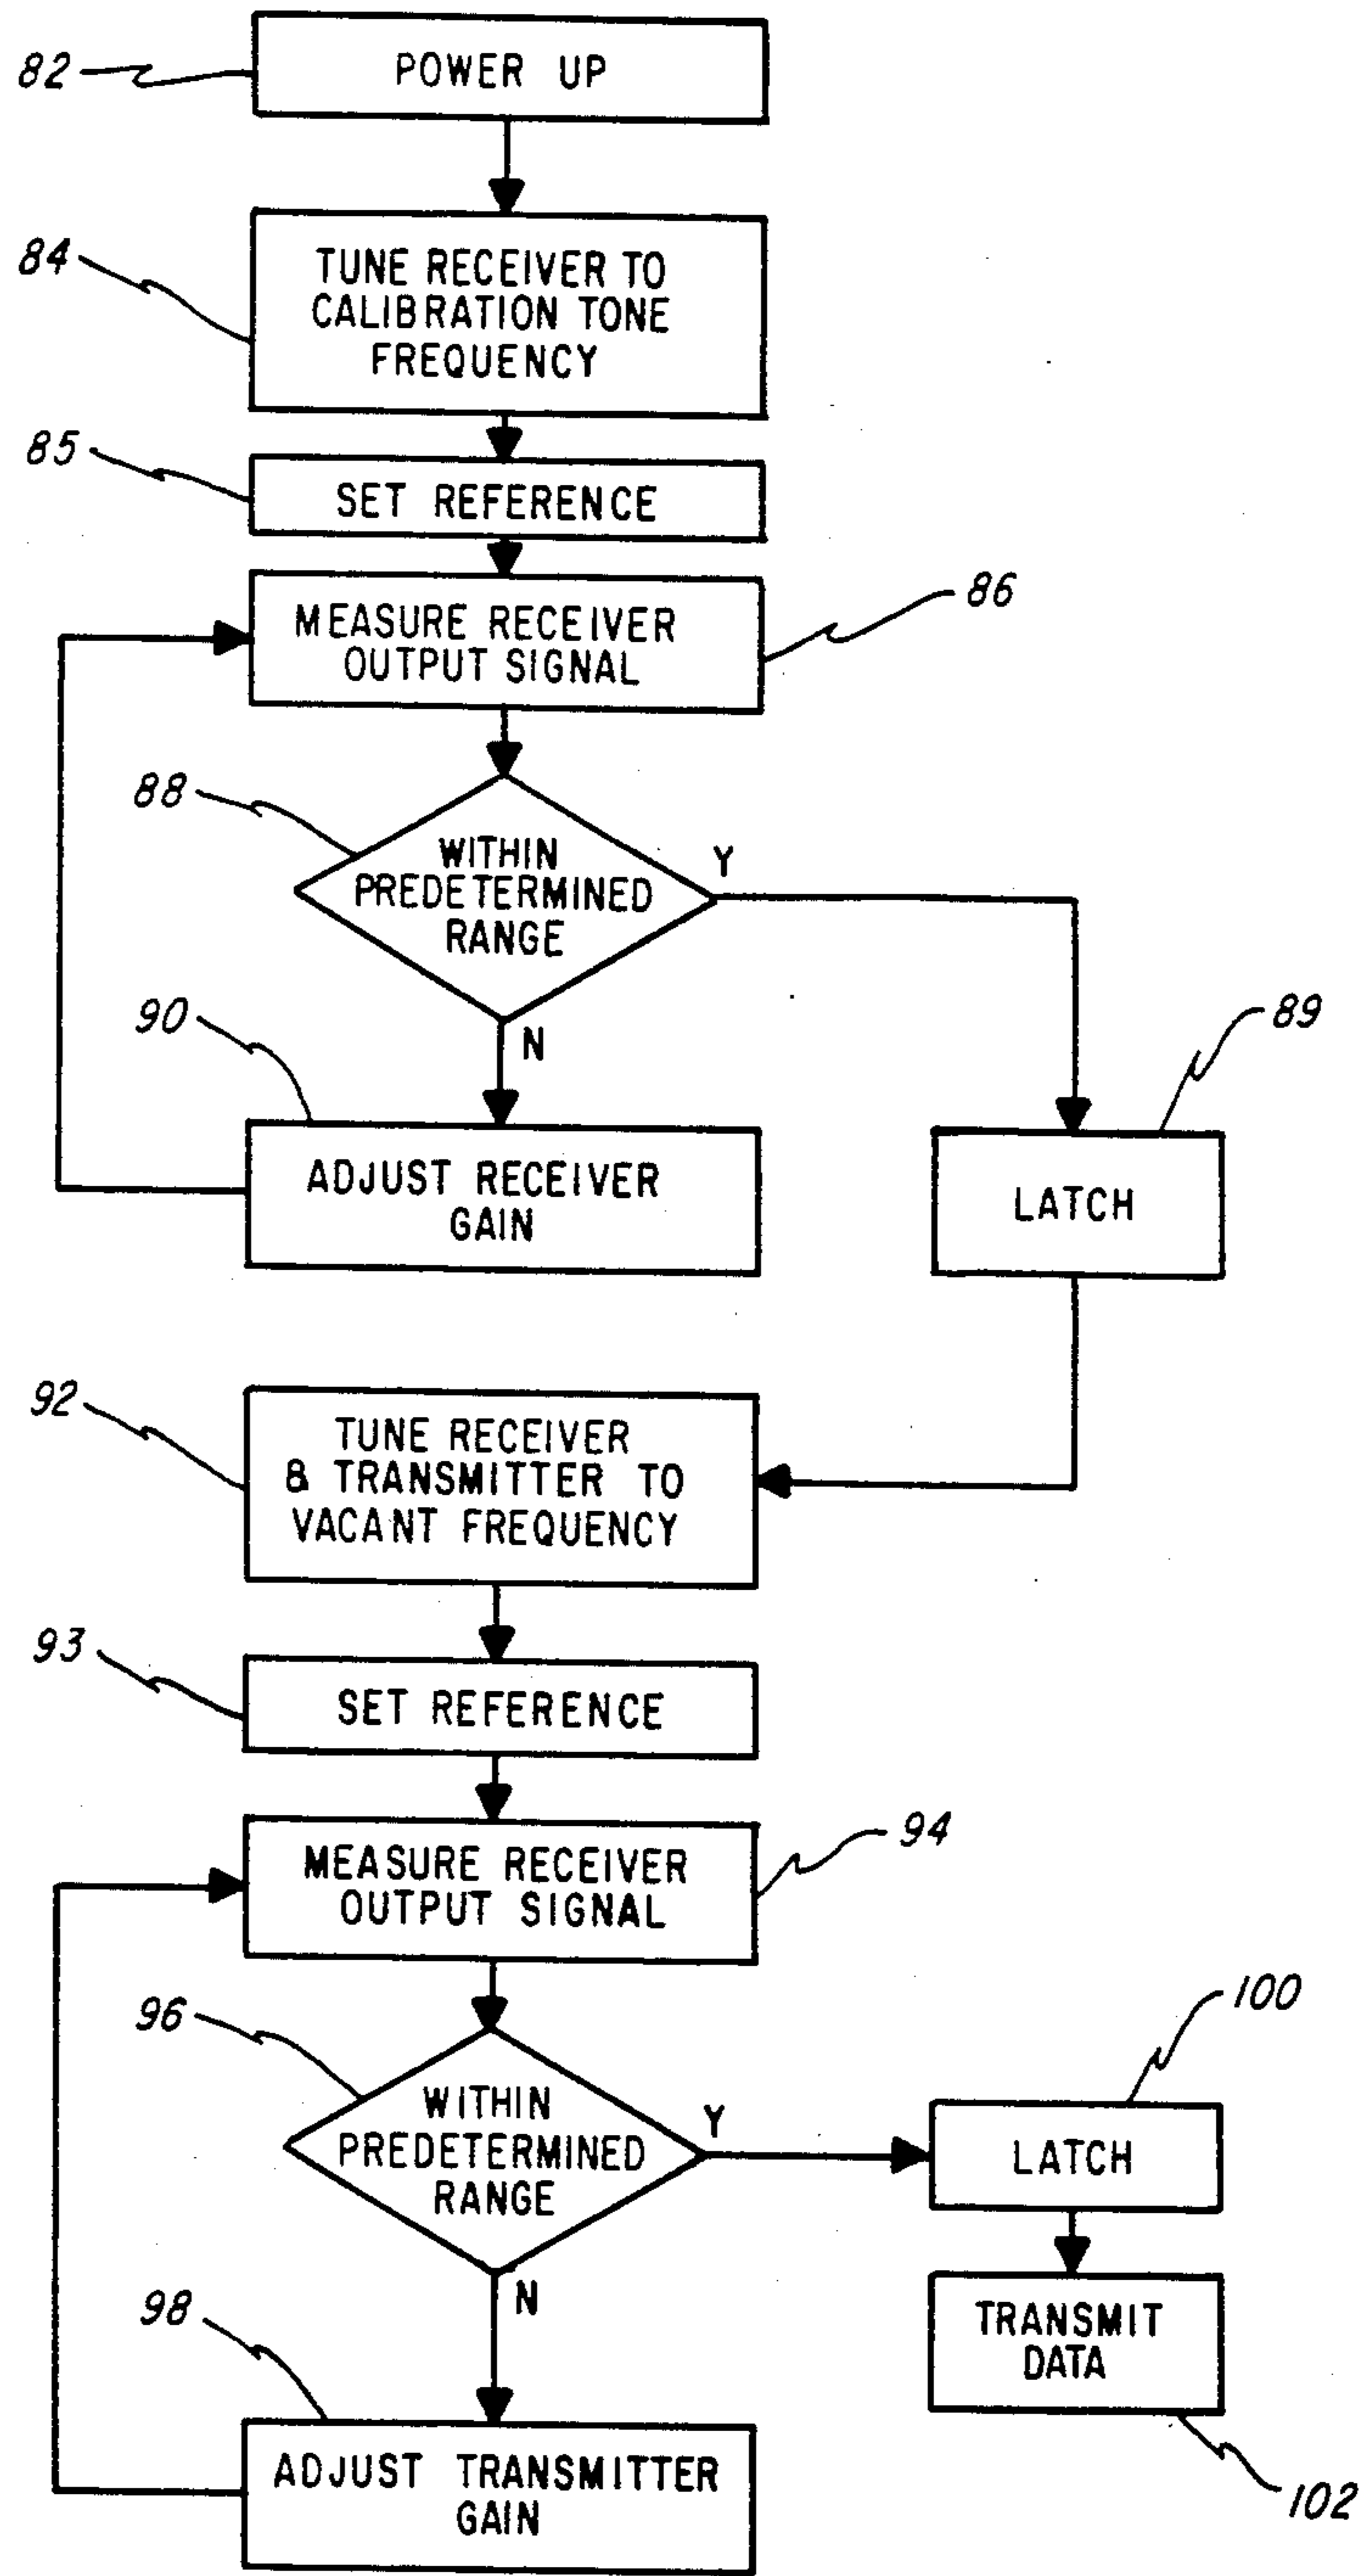 82
POWER UP
84
TUNE RECEIVER TO
CALIBRATION TONE
FREQUENCY
85
SET REFERENCE
86
MEASURE RECEIVER
OUTPUT SIGNAL
88
WITHIN
PREDETERMINED
RANGE
Y
N
90
89
ADJUST RECEIVER
GAIN
LATCH
92
TUNE RECEIVER
& TRANSMITTER TO
VACANT FREQUENCY
93
SET REFERENCE
94
MEASURE RECEIVER
OUTPUT SIGNAL
96
WITHIN
PREDETERMINED
RANGE
Y
N
100
LATCH
TRANSMIT
DATA
102
98
ADJUST TRANSMITTER
GAIN